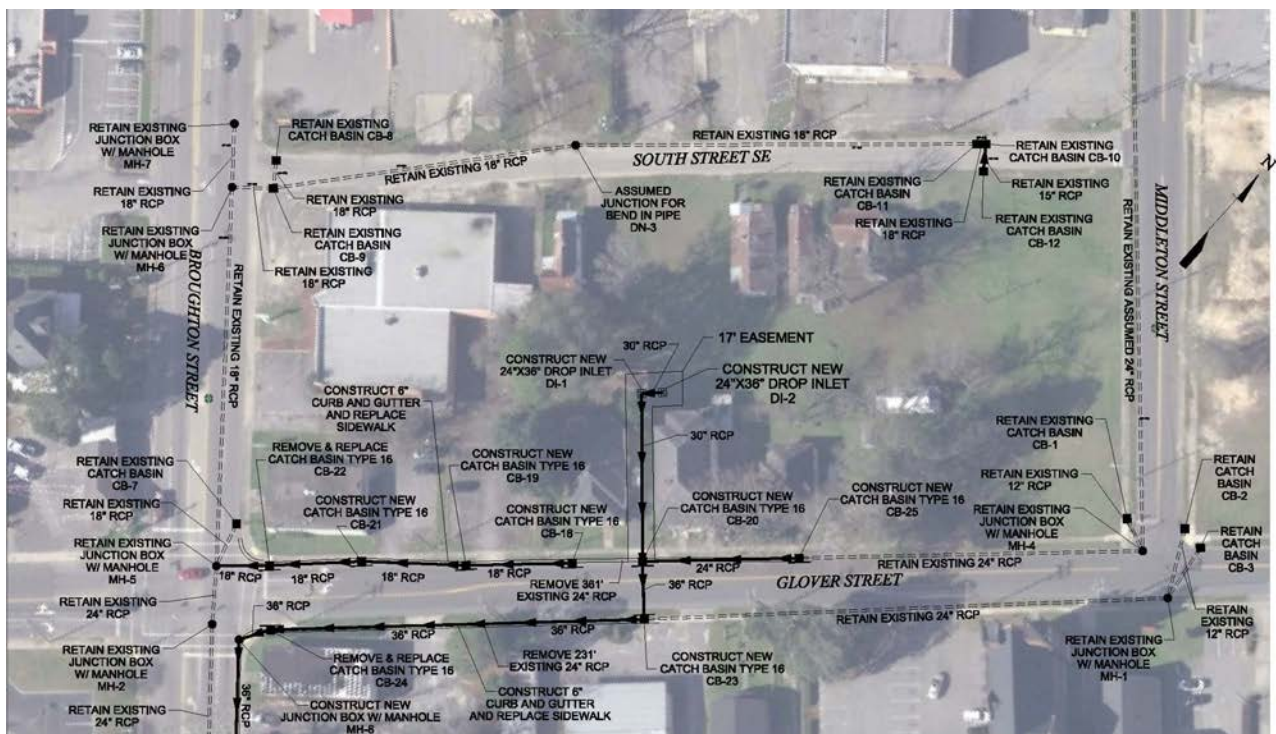 RETAIN EXISTING
JUNCTION BOX
W/ MANHOLE
MH-7
RETAIN EXISTING
CATCH BASIN CB-8
RETAIN EXISTING 18" RCP
RETAIN EXISTING 18" RCP
SOUTH STREET SE
RETAIN EXISTING
CATCH BASIN CB-10
RETAIN EXISTING
18" RCP
RETAIN EXISTING
18" RCP
ASSUMED
JUNCTION FOR
BEND IN PIPE
DN-3
RETAIN EXISTING
CATCH BASIN
CB-11
RETAIN EXISTING
15" RCP
RETAIN EXISTING
JUNCTION BOX
W/ MANHOLE
MH-6
RETAIN EXISTING
CATCH BASIN
CB-9
RETAIN EXISTING
18" RCP
RETAIN EXISTING
18" RCP
RETAIN EXISTING
CATCH BASIN
CB-12
N
BROUGHTON STREET
RETAIN EXISTING 18" RCP
RETAIN EXISTING ASSUMED 24" RCP
MIDDLETON STREET
30" RCP
17' EASEMENT
CONSTRUCT NEW
24"X36" DROP INLET
DI-1
CONSTRUCT NEW
24"X36" DROP INLET
DI-2
CONSTRUCT 6"
CURB AND GUTTER
AND REPLACE
SIDEWALK
30" RCP
REMOVE & REPLACE
CATCH BASIN TYPE 16
CB-22
CONSTRUCT NEW
CATCH BASIN TYPE 16
CB-19
RETAIN EXISTING
CATCH BASIN
CB-1
RETAIN EXISTING
CATCH BASIN
CB-7
RETAIN EXISTING
18" RCP
CONSTRUCT NEW
CATCH BASIN TYPE 16
CB-21
CONSTRUCT NEW
CATCH BASIN TYPE 16
CB-18
CONSTRUCT NEW
CATCH BASIN TYPE 16
CB-20
CONSTRUCT NEW
CATCH BASIN TYPE 16
CB-25
RETAIN EXISTING
12" RCP
RETAIN EXISTING
JUNCTION BOX
W/ MANHOLE
MH-4
RETAIN
CATCH
BASIN
CB-2
RETAIN
CATCH
BASIN
CB-3
RETAIN EXISTING
JUNCTION BOX
W/ MANHOLE
MH-5
18" RCP
18" RCP
18" RCP
18" RCP
24" RCP
RETAIN EXISTING 24" RCP
REMOVE 361'
EXISTING 24" RCP
36" RCP
GLOVER STREET
RETAIN EXISTING
24" RCP
36" RCP
36" RCP
36" RCP
RETAIN EXISTING 24" RCP
RETAIN
EXISTING
12" RCP
RETAIN EXISTING
JUNCTION BOX
W/ MANHOLE
MH-2
REMOVE & REPLACE
CATCH BASIN TYPE 16
CB-24
REMOVE 231'
EXISTING 24" RCP
CONSTRUCT NEW
CATCH BASIN TYPE 16
CB-23
RETAIN EXISTING
JUNCTION BOX
W/ MANHOLE
MH-1
36" RCP
CONSTRUCT NEW
JUNCTION BOX W/ MANHOLE
MH-8
CONSTRUCT 6"
CURB AND GUTTER
AND REPLACE SIDEWALK
RETAIN EXISTING
24" RCP